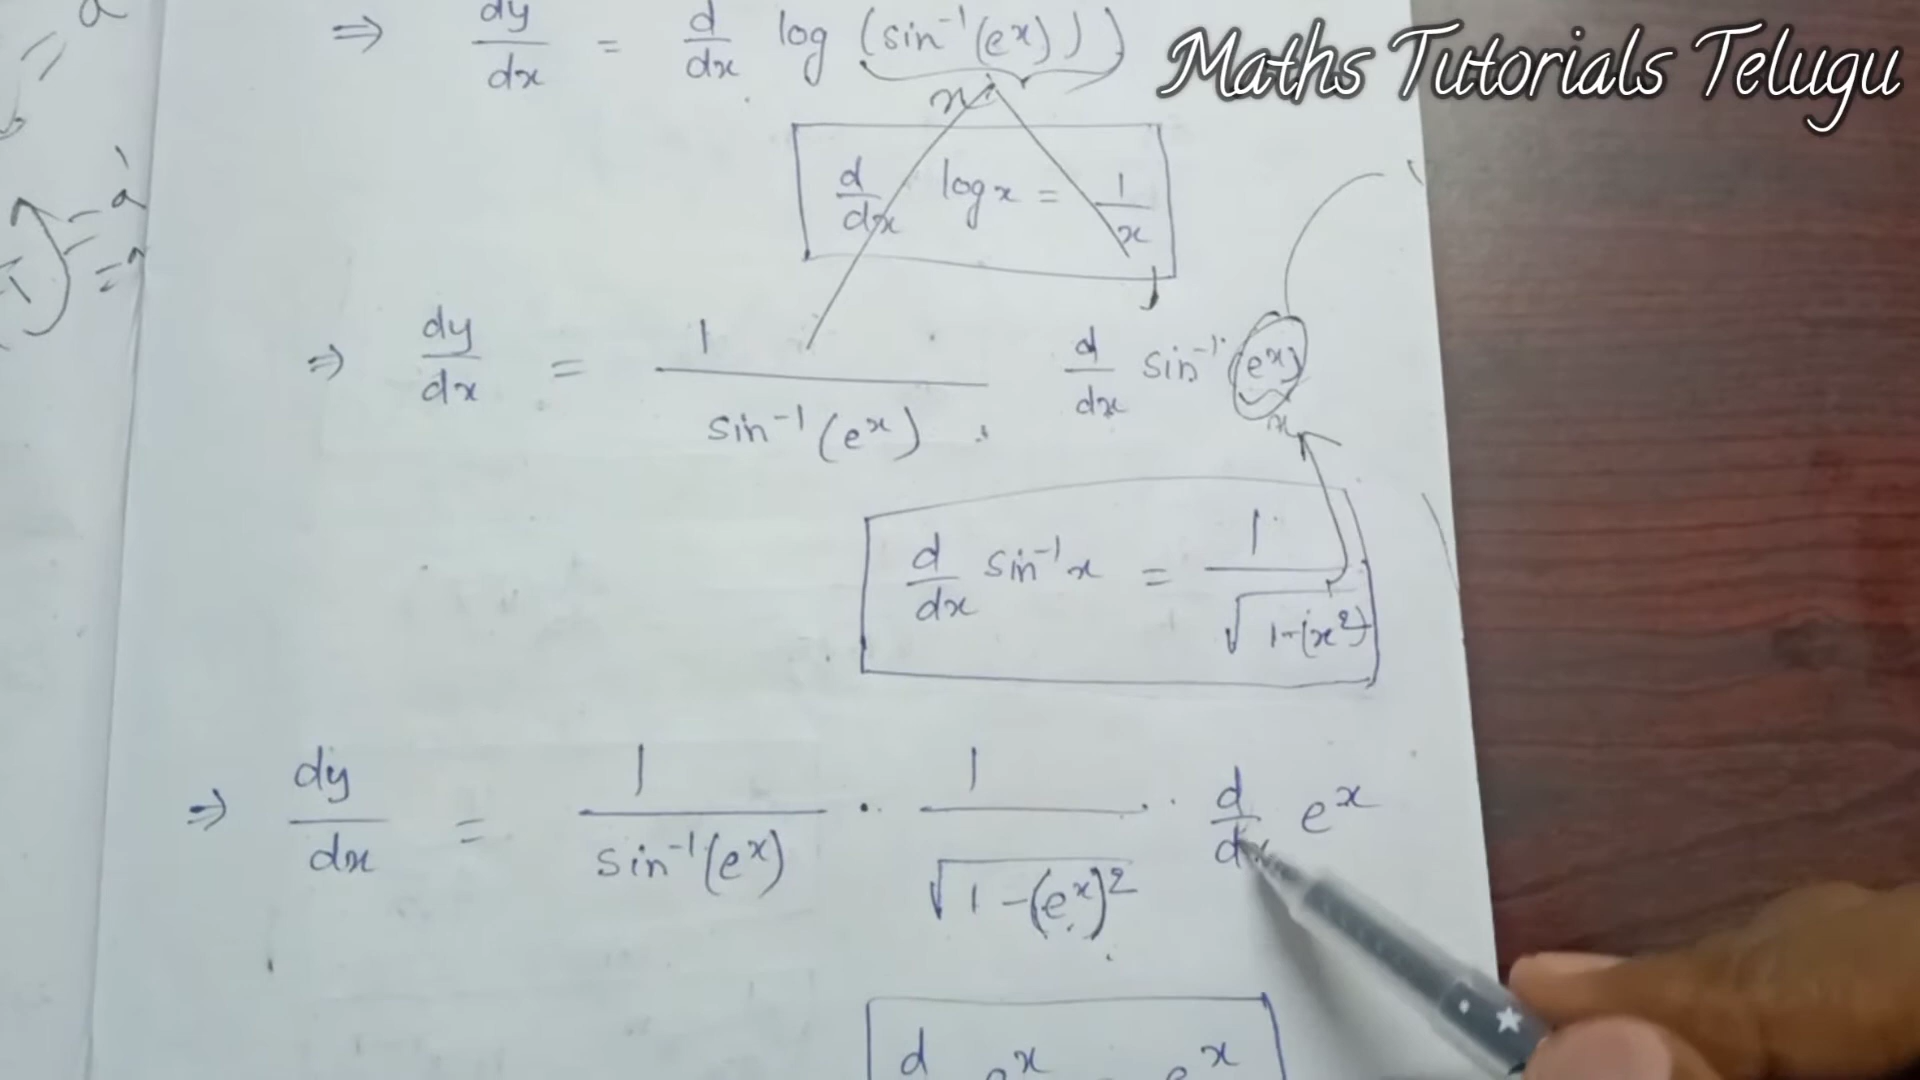 Maths Tutorials Telugu
⇒ dy/dx = d/dx log (sin⁻¹(eˣ))
x
d/dx log x = 1/x
⇒ dy/dx = 1/sin⁻¹(eˣ) · d/dx sin⁻¹(eˣ)
x
d/dx sin⁻¹x = 1/√1-(x²)
⇒ dy/dx = 1/sin⁻¹(eˣ) · 1/√1-(eˣ)² · d/dx eˣ
d eˣ = eˣ